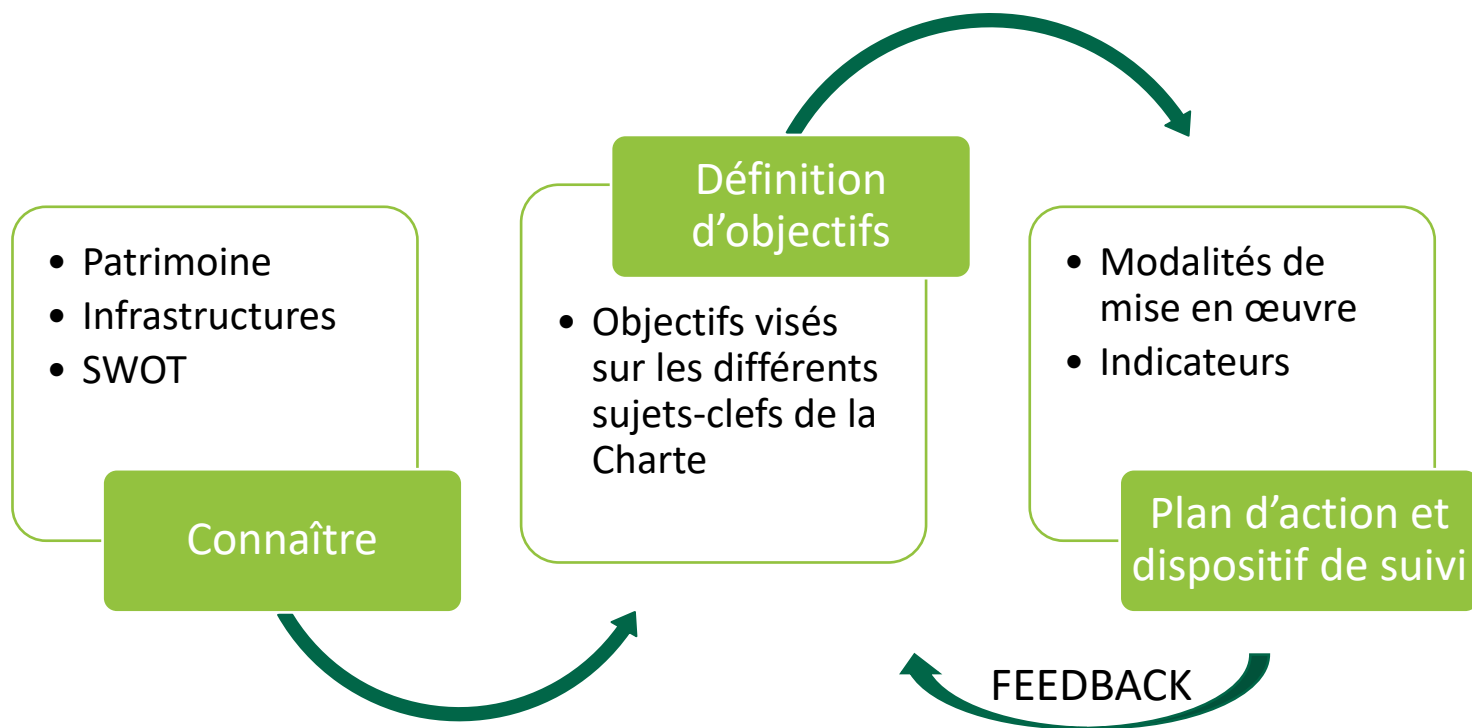 • Patrimoine
• Infrastructures
• SWOT
Connaître
Définition
d’objectifs
• Objectifs visés
sur les différents
sujets-clefs de la
Charte
• Modalités de
mise en œuvre
• Indicateurs
Plan d’action et
dispositif de suivi
FEEDBACK